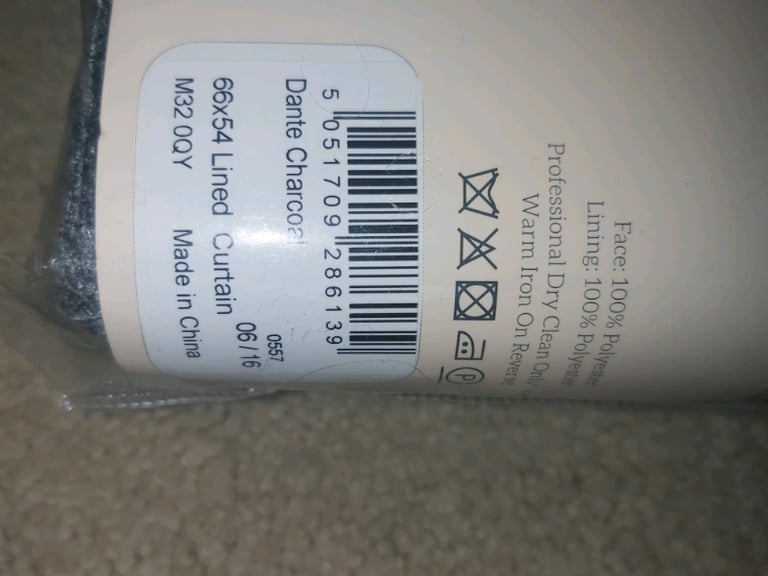 Face: 100% Polyester
Lining: 100% Polyester
Professional Dry Clean Only
Warm Iron On Reverse
P
5 051709 286139
Dante Charcoal
0557
66x54 Lined Curtain 06/16
M32 0QY Made in China